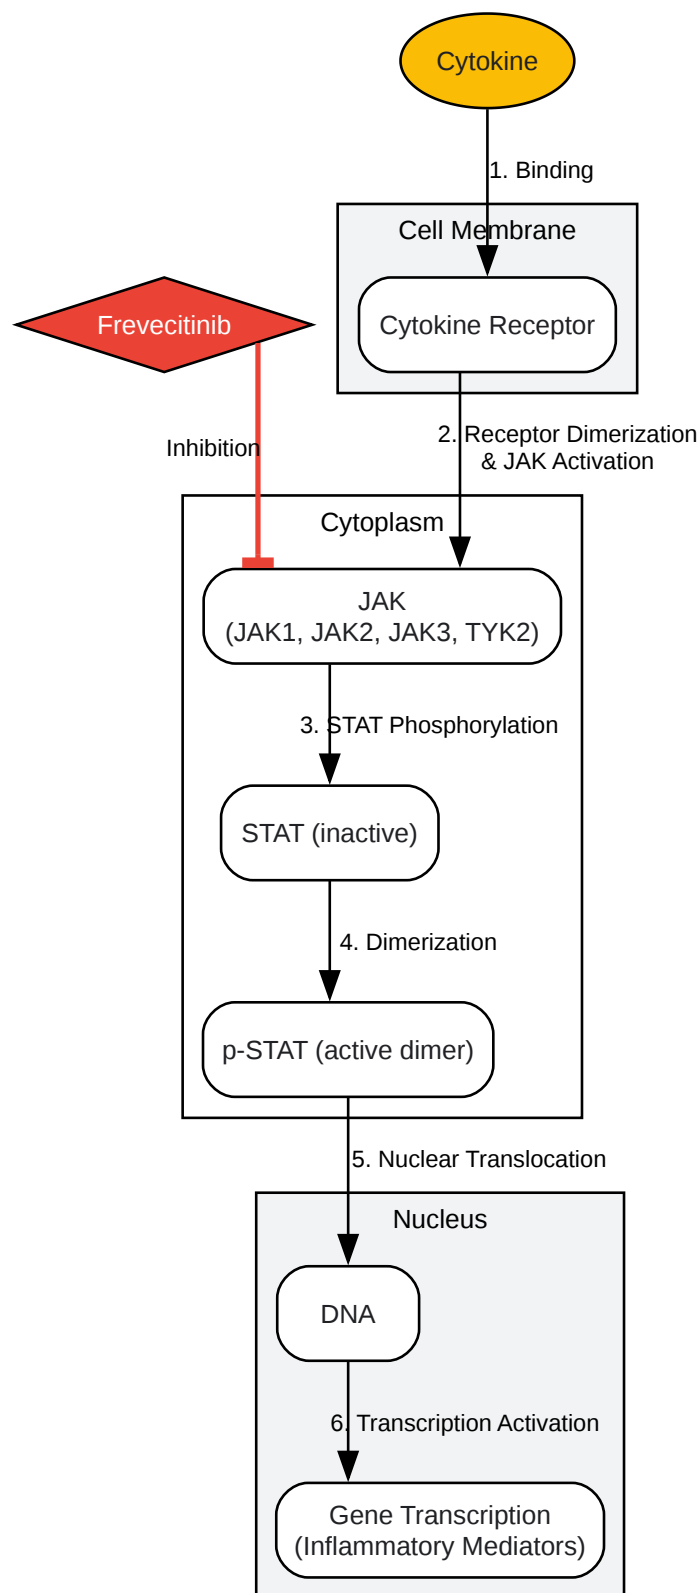 Cytokine
1. Binding
Cell Membrane
Frevecitinib
Cytokine Receptor
Inhibition
2. Receptor Dimerization
& JAK Activation
Cytoplasm
JAK
(JAK1, JAK2, JAK3, TYK2)
3. STAT Phosphorylation
STAT (inactive)
4. Dimerization
p-STAT (active dimer)
5. Nuclear Translocation
Nucleus
DNA
6. Transcription Activation
Gene Transcription
(Inflammatory Mediators)